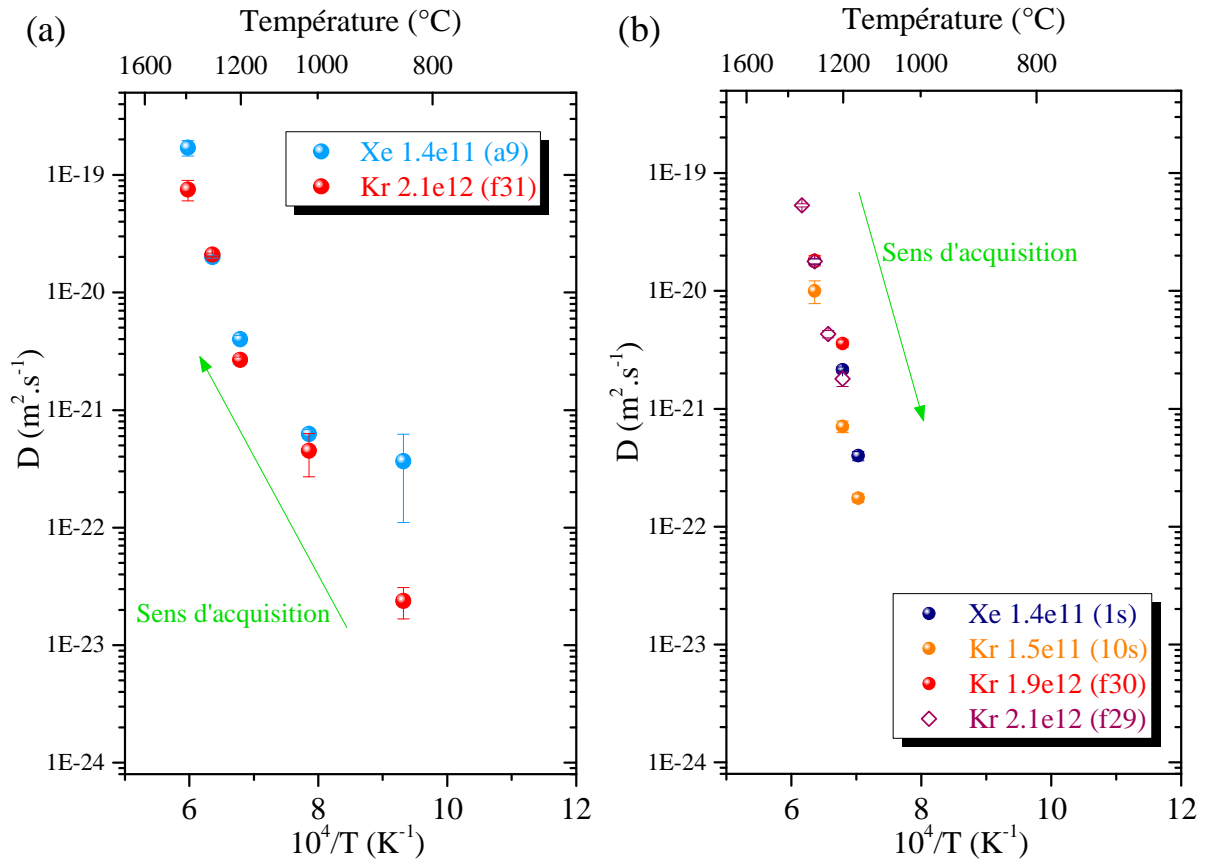 (a)
Température (°C)
1600 1200 1000 800
Xe 1.4e11 (a9)
Kr 2.1e12 (f31)
1E-19
1E-20
1E-21
1E-22
1E-23
1E-24
D (m².s⁻¹)
Sens d'acquisition
6 8 10 12
10⁴/T (K⁻¹)
(b)
Température (°C)
1600 1200 1000 800
1E-19
1E-20
1E-21
1E-22
1E-23
1E-24
D (m².s⁻¹)
Sens d'acquisition
Xe 1.4e11 (1s)
Kr 1.5e11 (10s)
Kr 1.9e12 (f30)
Kr 2.1e12 (f29)
6 8 10 12
10⁴/T (K⁻¹)